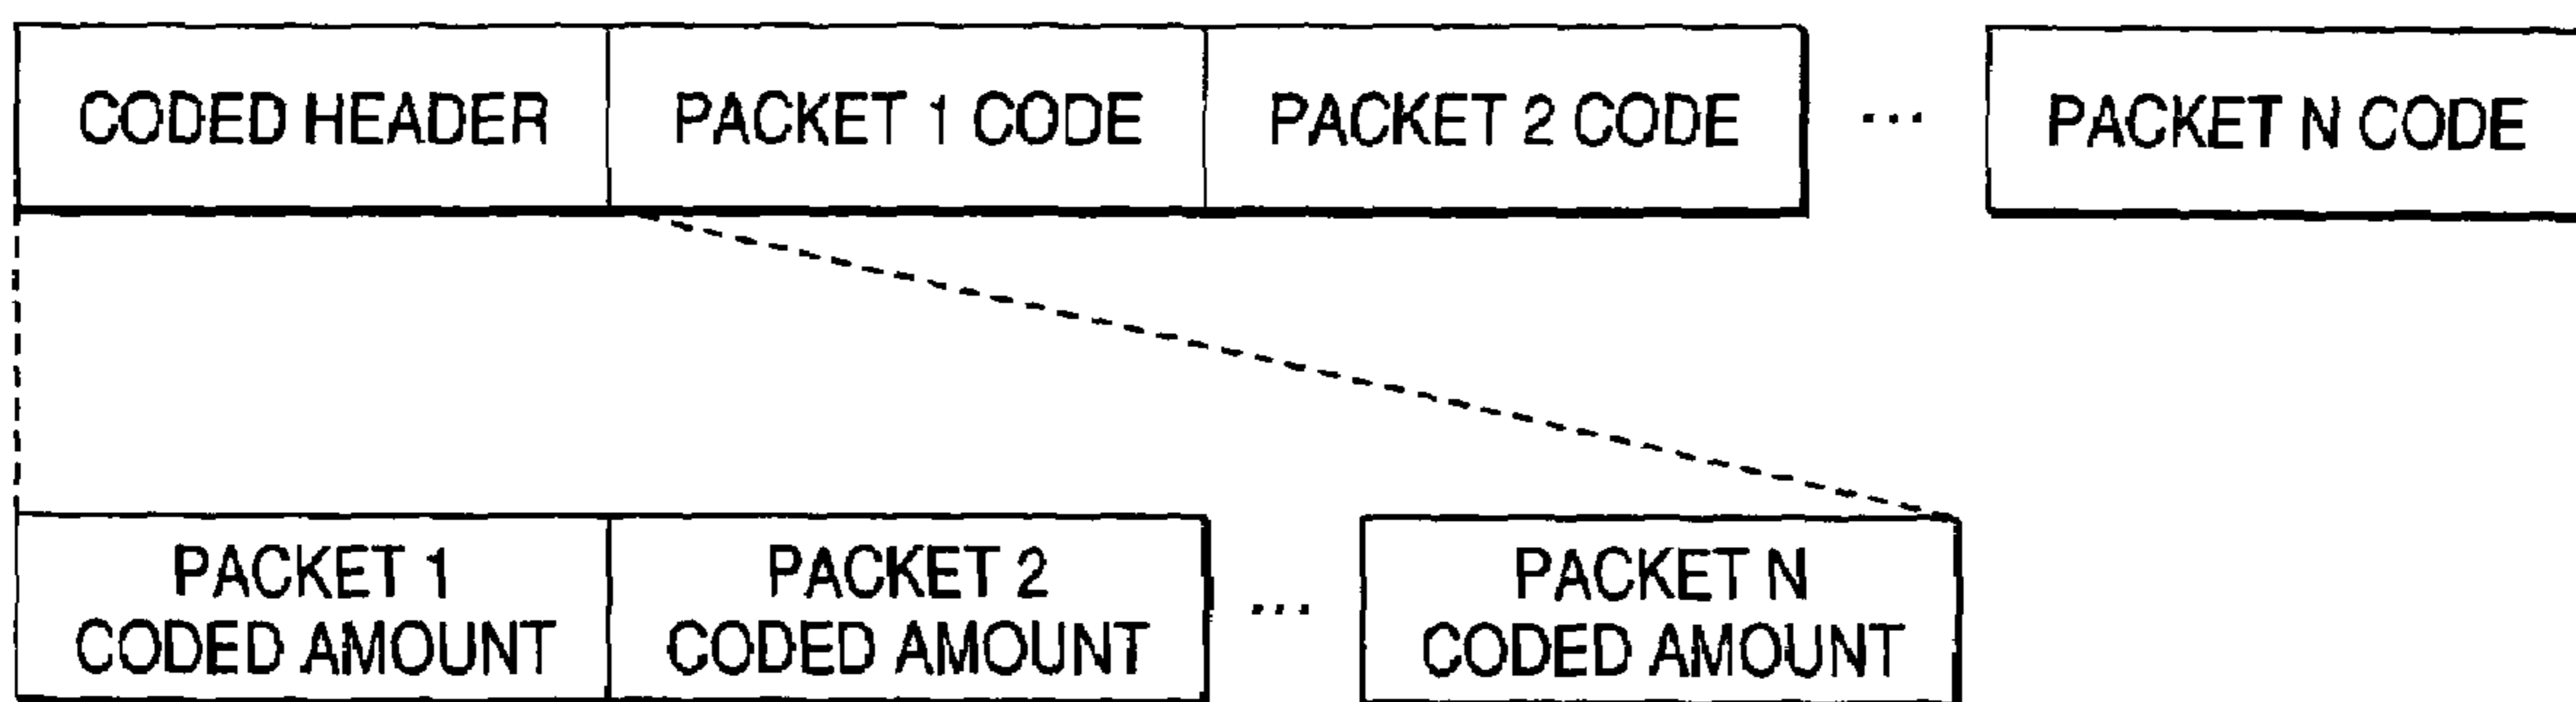 CODED HEADER
PACKET 1 CODE
PACKET 2 CODE
...
PACKET N CODE
PACKET 1
CODED AMOUNT
PACKET 2
CODED AMOUNT
...
PACKET N
CODED AMOUNT